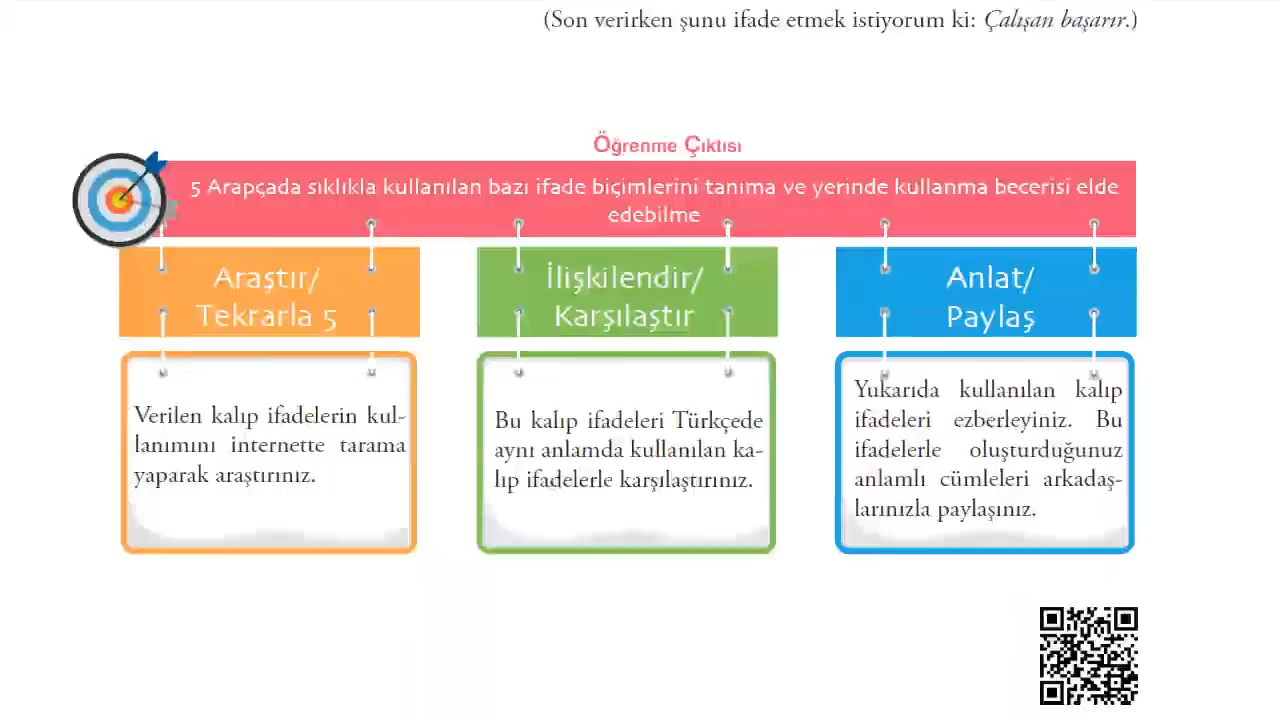 (Son verirken şunu ifade etmek istiyorum ki: Çalışan başarır.)
Öğrenme Çıktısı
5 Arapçada sıklıkla kullanılan bazı ifade biçimlerini tanıma ve yerinde kullanma becerisi elde
edebilme
Araştır/
Tekrarla 5
Verilen kalıp ifadelerin kul-
lanımını internette tarama
yaparak araştırınız.
İlişkilendir/
Karşılaştır
Bu kalıp ifadeleri Türkçede
aynı anlamda kullanılan ka-
lıp ifadelerle karşılaştırınız.
Anlat/
Paylaş
Yukarıda kullanılan kalıp
ifadeleri ezberleyiniz. Bu
ifadelerle oluşturduğunuz
anlamlı cümleleri arkadaş-
larınızla paylaşınız.